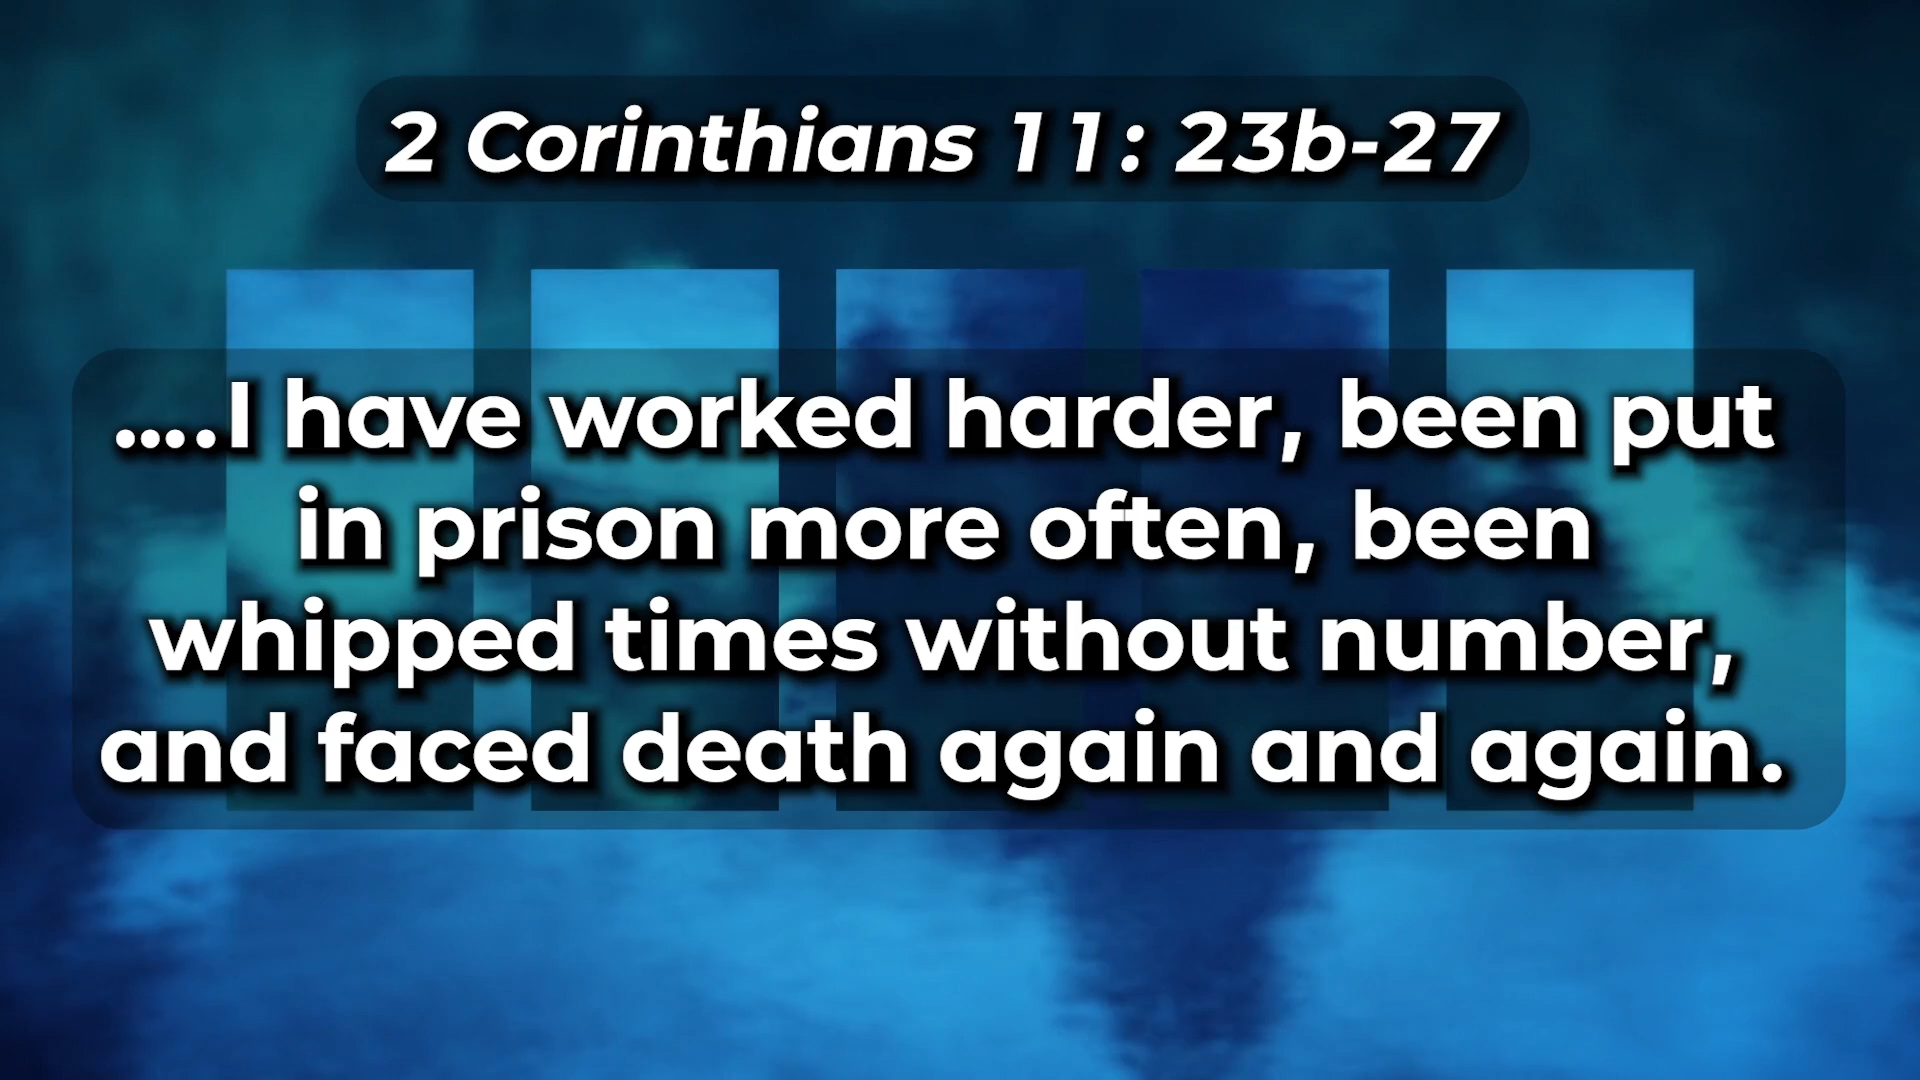 2 Corinthians 11: 23b-27
....I have worked harder, been put
in prison more often, been
whipped times without number,
and faced death again and again.